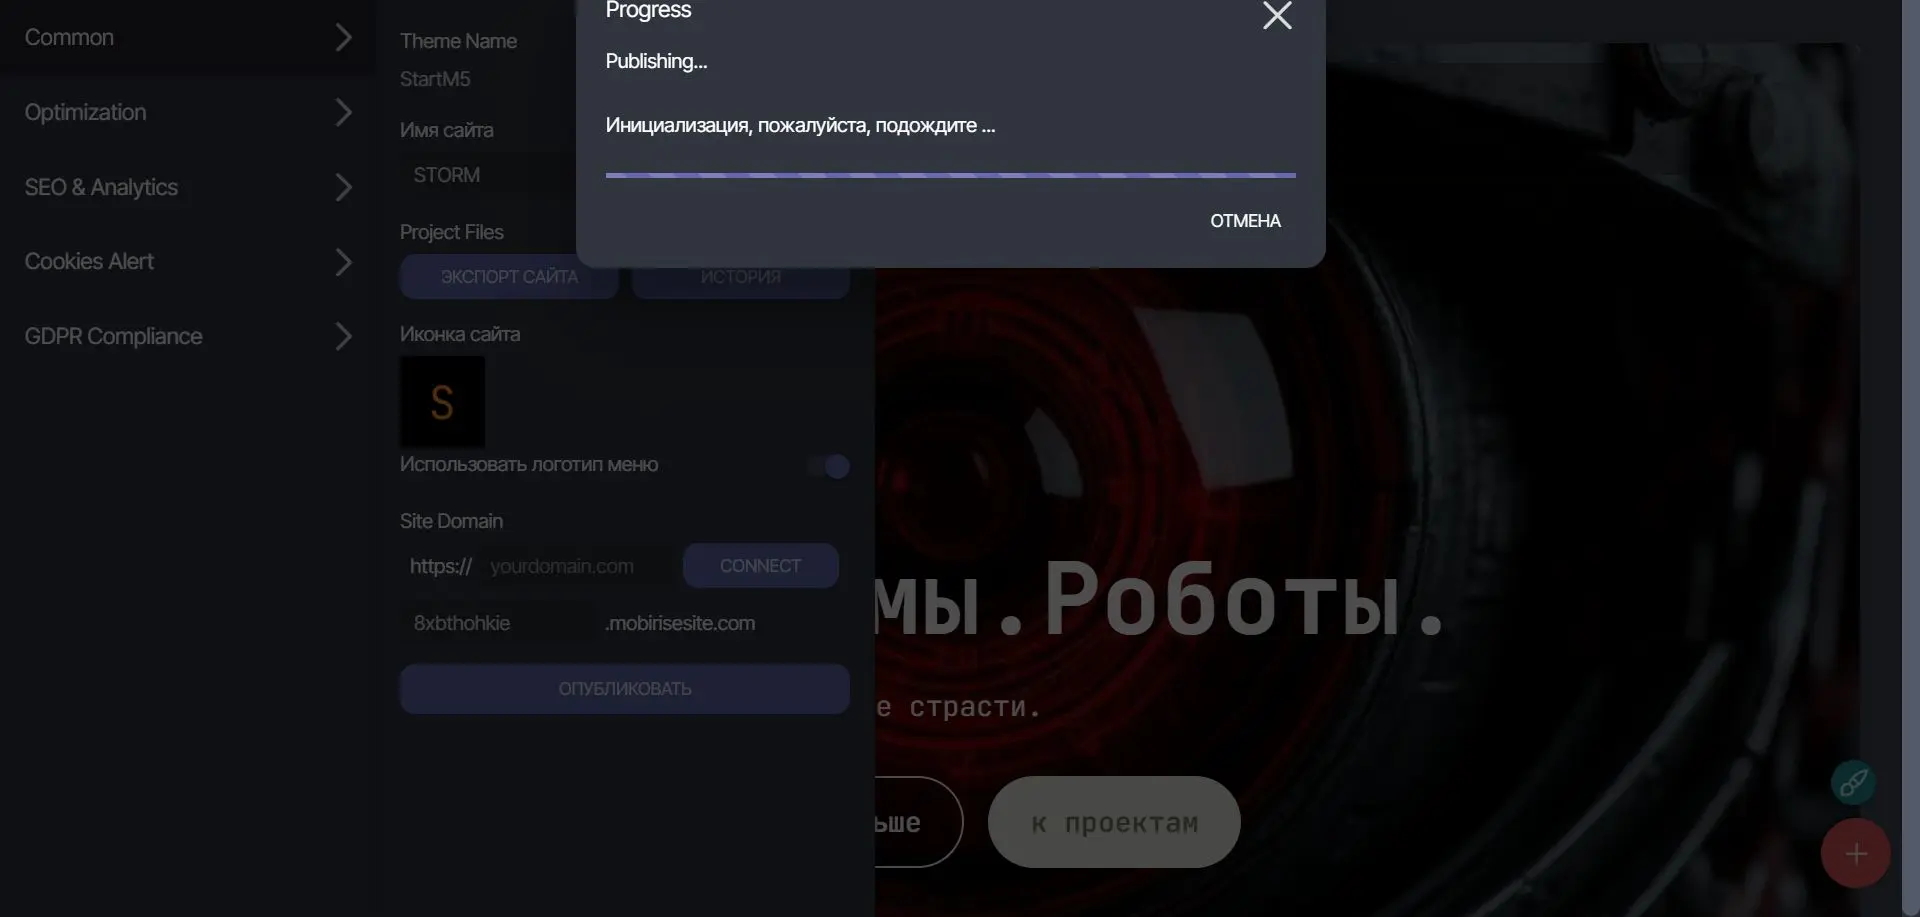 Common
Optimization
SEO & Analytics
Cookies Alert
GDPR Compliance
Theme Name
StartM5
Имя сайта
STORM
Project Files
ЭКСПОРТ САЙТА
ИСТОРИЯ
Иконка сайта
S
Использовать логотип меню
Site Domain
https:// yourdomain.com CONNECT
8xbthohkie .mobirisesite.com
ОПУБЛИКОВАТЬ
Progress
Publishing...
Инициализация, пожалуйста, подождите ...
ОТМЕНА
мы.Роботы.
е страсти.
ьше
к проектам